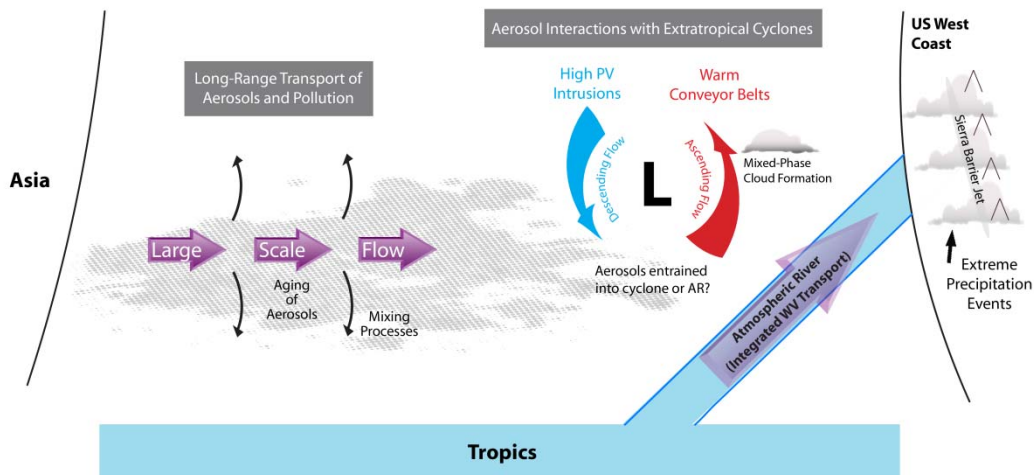 Aerosol Interactions with Extratropical Cyclones
US West
Coast
Long-Range Transport of
Aerosols and Pollution
High PV
Intrusions
Warm
Conveyor Belts
Descending Flow
L
Ascending Flow
Mixed-Phase
Cloud Formation
Sierra Barrier Jet
Asia
Large
Scale
Flow
Aging
of
Aerosols
Mixing
Processes
Aerosols entrained
into cyclone or AR?
Atmospheric River
(Integrated WV Transport)
Extreme
Precipitation
Events
Tropics